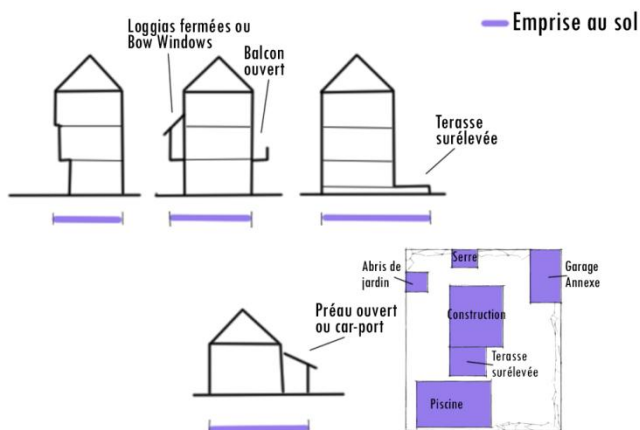 Emprise au sol
Loggias fermées ou
Bow Windows
Balcon
ouvert
Terasse
surélevée
Préau ouvert
ou car-port
Serre
Abris de
jardin
Garage
Annexe
Construction
Terasse
surélevée
Piscine